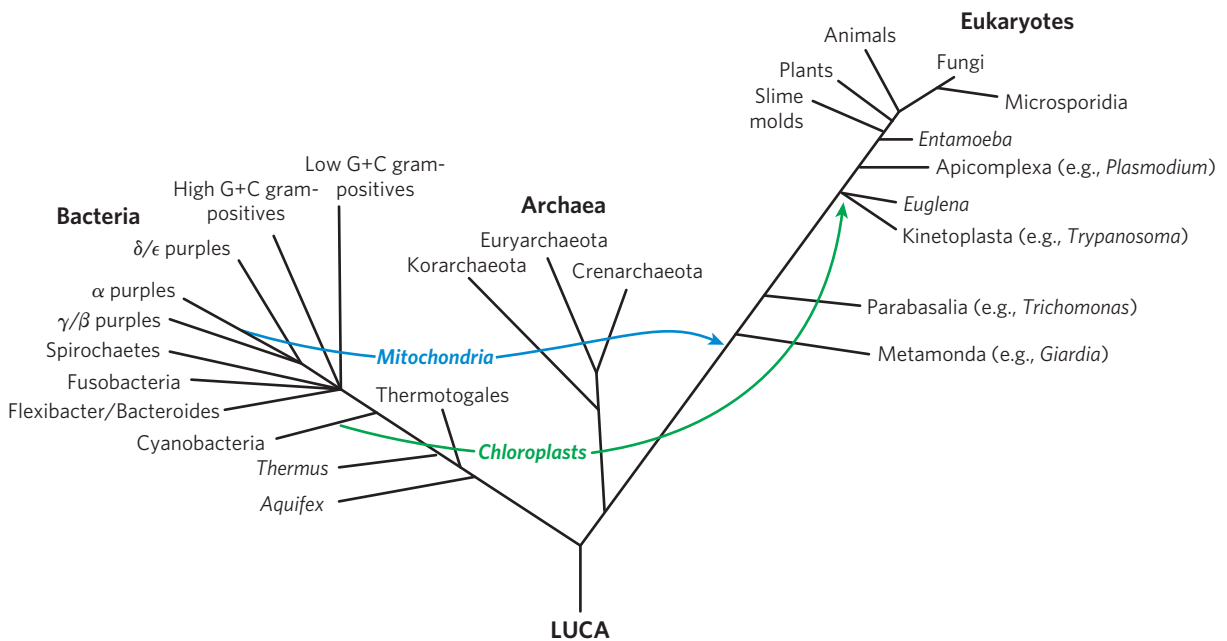 Eukaryotes
Animals
Fungi
Plants
Microsporidia
Slime
molds
Entamoeba
Low G+C gram-
positives
Apicomplexa (e.g., Plasmodium)
High G+C gram-
positives
Bacteria
Archaea
Euglena
Kinetoplasta (e.g., Trypanosoma)
δ/ϵ purples
Euryarchaeota
Korarchaeota
Crenarchaeota
α purples
γ/β purples
Parabasalia (e.g., Trichomonas)
Spirochaetes
Mitochondria
Metamonda (e.g., Giardia)
Fusobacteria
Thermotogales
Flexibacter/Bacteroides
Cyanobacteria
Chloroplasts
Thermus
Aquifex
LUCA